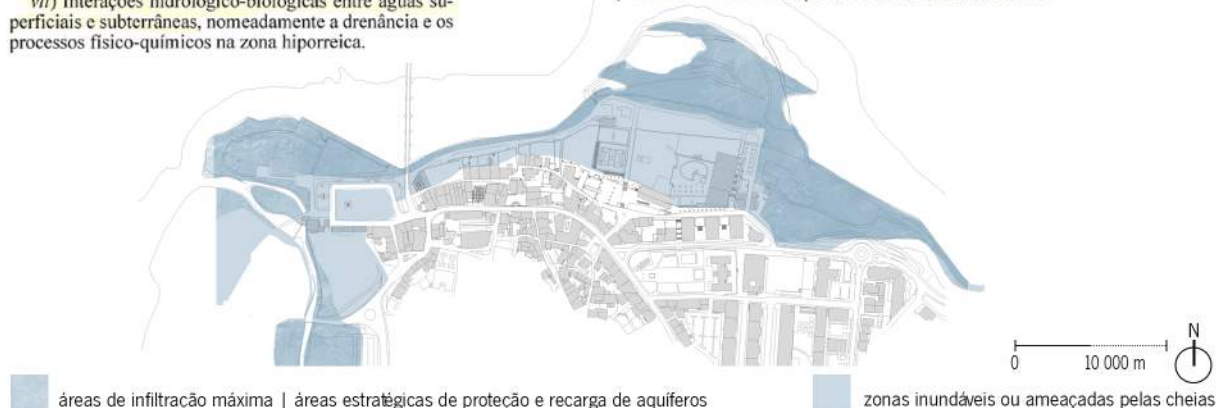 vii) Interações hidrológico-biológicas entre águas su-
perficiais e subterrâneas, nomeadamente a drenância e os
processos físico-químicos na zona hiporreica.
N
0 10 000 m
áreas de infiltração máxima | áreas estratégicas de proteção e recarga de aquíferos
zonas inundáveis ou ameaçadas pelas cheias